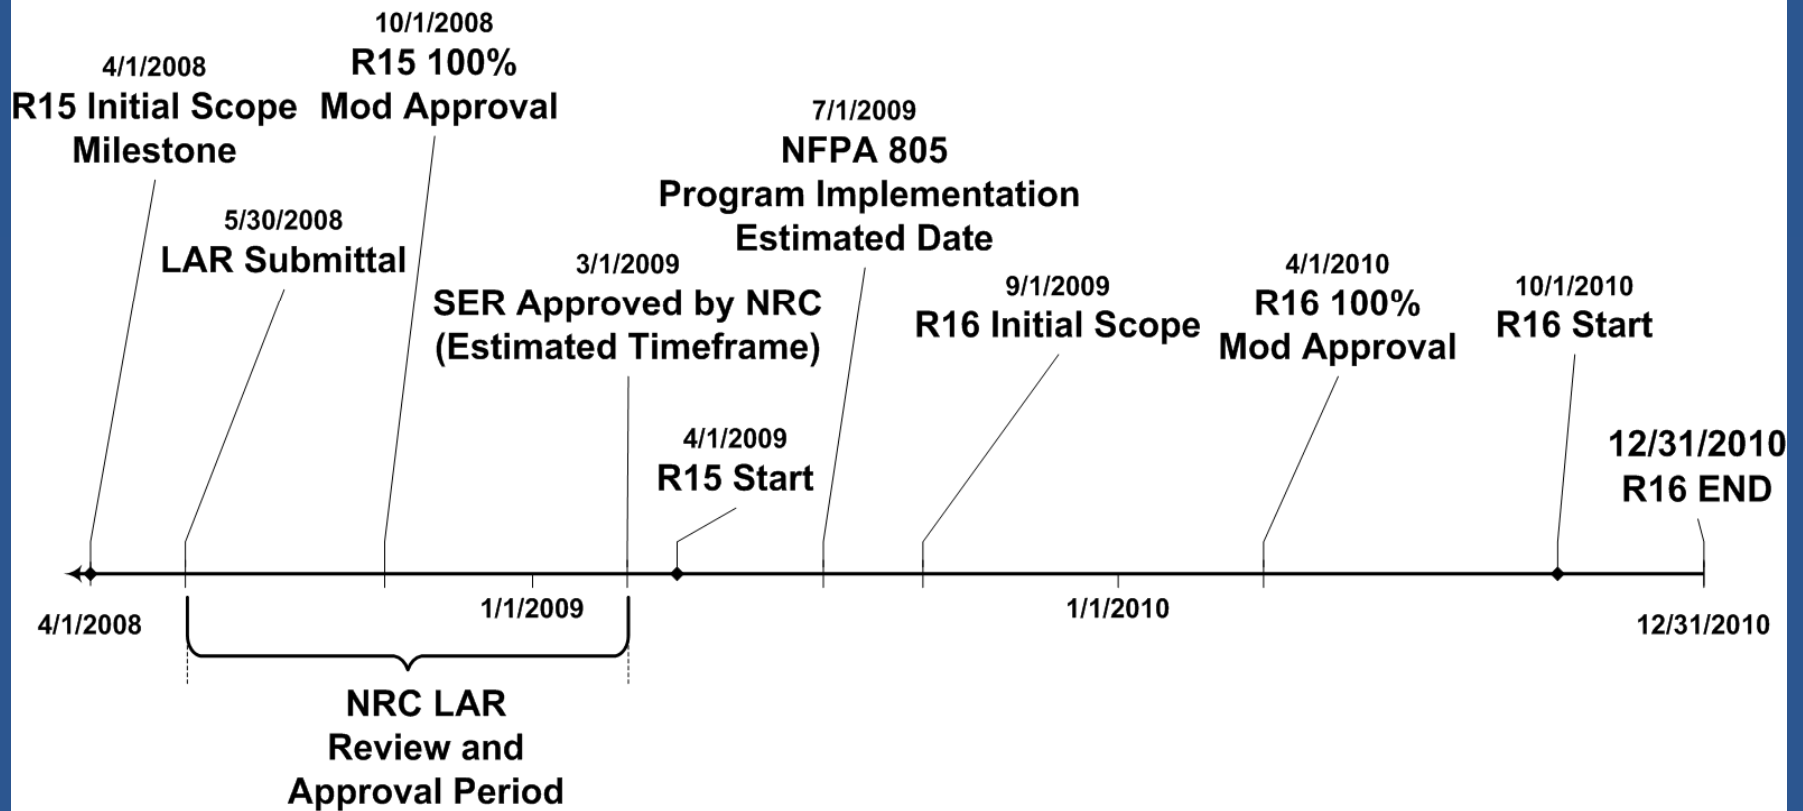 4/1/2008
R15 Initial Scope
Milestone
5/30/2008
LAR Submittal
10/1/2008
R15 100%
Mod Approval
3/1/2009
SER Approved by NRC
(Estimated Timeframe)
4/1/2009
R15 Start
7/1/2009
NFPA 805
Program Implementation
Estimated Date
9/1/2009
R16 Initial Scope
4/1/2010
R16 100%
Mod Approval
10/1/2010
R16 Start
12/31/2010
R16 END
4/1/2008
1/1/2009
1/1/2010
12/31/2010
NRC LAR
Review and
Approval Period